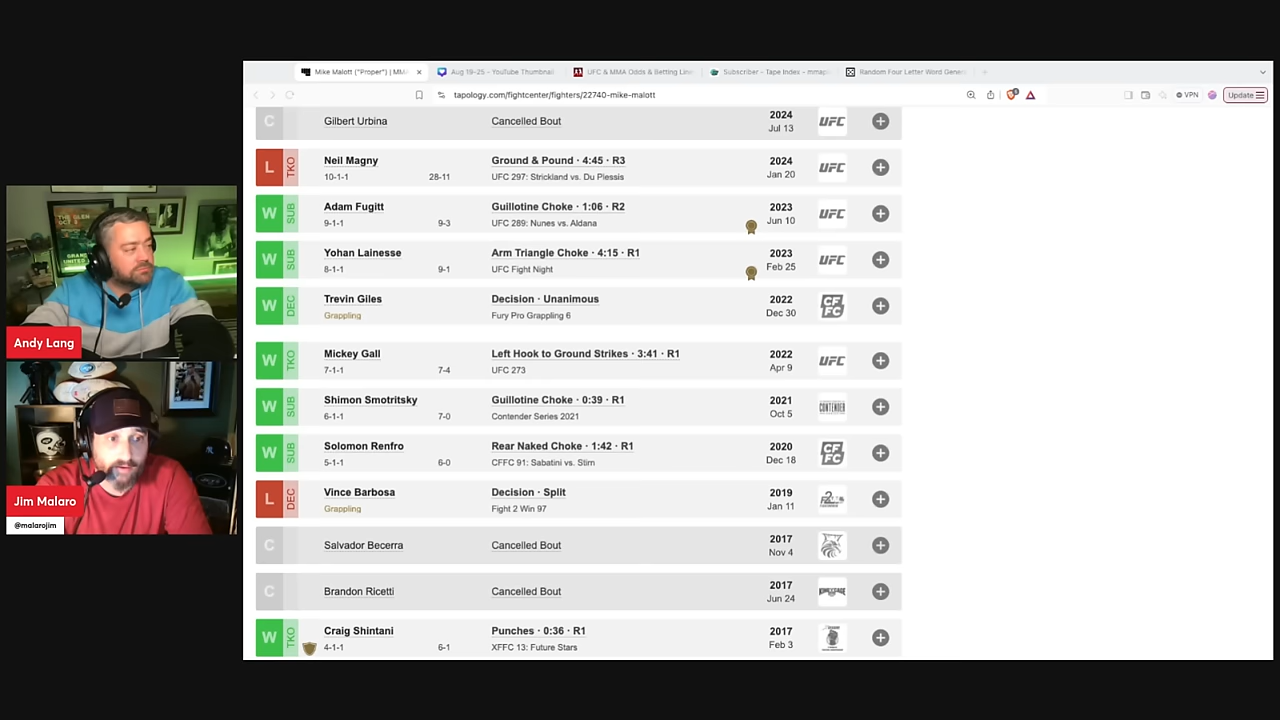 Mike Malott ("Proper") | MMA
Aug 19-25 - YouTube Thumbnail
UFC & MMA Odds & Betting Line
Subscriber - Tape Index - mmapl
Random Four Letter Word Gener
tapology.com/fightcenter/fighters/22740-mike-malott
VPN
Update
C
Gilbert Urbina
Cancelled Bout
2024
Jul 13
UFC
L
TKO
Neil Magny
10-1-1
28-11
Ground & Pound · 4:45 · R3
UFC 297: Strickland vs. Du Plessis
2024
Jan 20
UFC
W
SUB
Adam Fugitt
9-1-1
9-3
Guillotine Choke · 1:06 · R2
UFC 289: Nunes vs. Aldana
2023
Jun 10
UFC
W
SUB
Yohan Lainesse
8-1-1
9-1
Arm Triangle Choke · 4:15 · R1
UFC Fight Night
2023
Feb 25
UFC
W
DEC
Trevin Giles
Grappling
Decision · Unanimous
Fury Pro Grappling 6
2022
Dec 30
CFFC
W
TKO
Mickey Gall
7-1-1
7-4
Left Hook to Ground Strikes · 3:41 · R1
UFC 273
2022
Apr 9
UFC
W
SUB
Shimon Smotritsky
6-1-1
7-0
Guillotine Choke · 0:39 · R1
Contender Series 2021
2021
Oct 5
CONTENDER
W
SUB
Solomon Renfro
5-1-1
6-0
Rear Naked Choke · 1:42 · R1
CFFC 91: Sabatini vs. Stirn
2020
Dec 18
CFFC
L
DEC
Vince Barbosa
Grappling
Decision · Split
Fight 2 Win 97
2019
Jan 11
C
Salvador Becerra
Cancelled Bout
2017
Nov 4
C
Brandon Ricetti
Cancelled Bout
2017
Jun 24
W
TKO
Craig Shintani
4-1-1
6-1
Punches · 0:36 · R1
XFFC 13: Future Stars
2017
Feb 3
Andy Lang
Jim Malaro
@malarojim